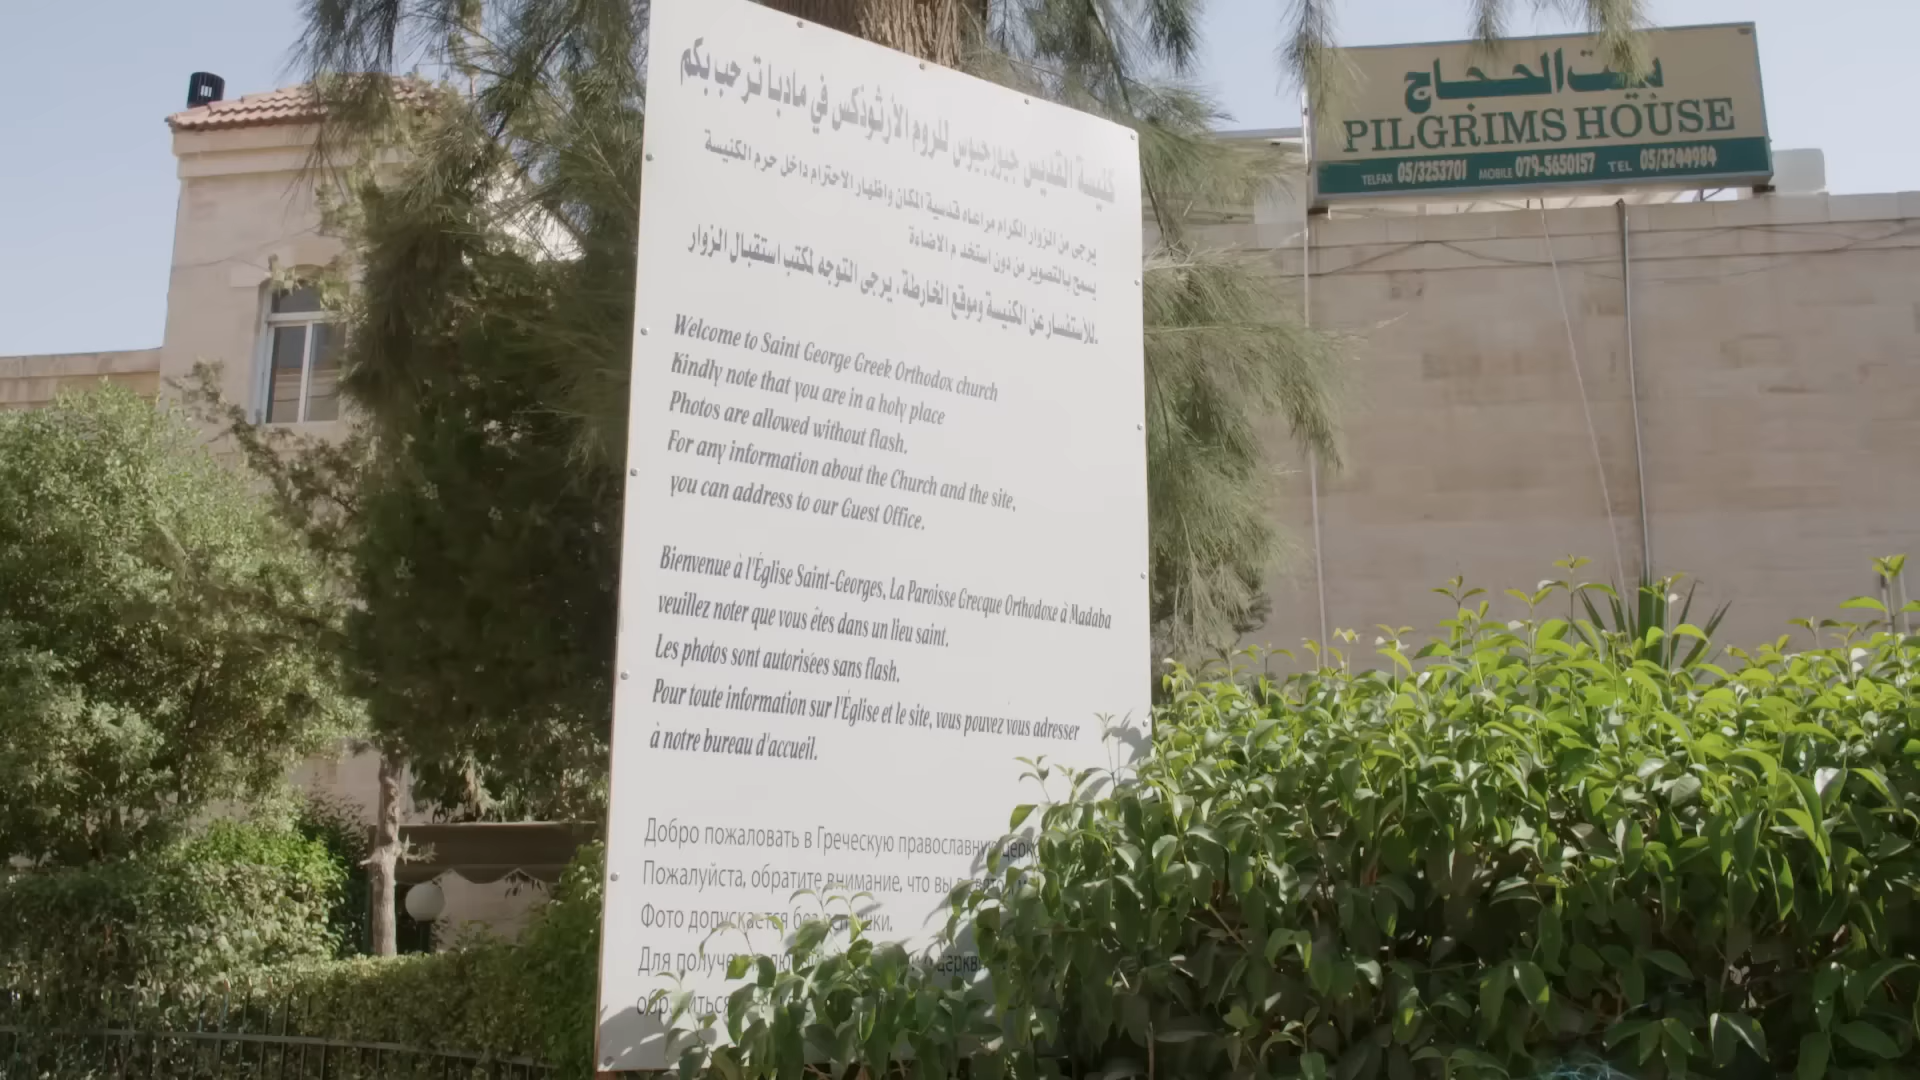 كنيسة القديس جيورجيوس للروم الأرثوذكس في مادبا ترحب بكم
يرجى من الزوار الكرام مراعاه قدسية المكان واظهار الاحترام داخل حرم الكنيسة
يسمح بالتصوير من دون استخد م الاضاءة
للأستفسار عن الكنيسة وموقع الخارطة . يرجى التوجه لمكتب استقبال الزوار.
Welcome to Saint George Greek Orthodox church
Kindly note that you are in a holy place
Photos are allowed without flash.
For any information about the Church and the site,
you can address to our Guest Office.
Bienvenue à l'Église Saint-Georges, La Paroisse Grecque Orthodoxe à Madaba
veuillez noter que vous êtes dans un lieu saint.
Les photos sont autorisées sans flash.
Pour toute information sur l'Église et le site, vous pouvez vous adresser
à notre bureau d'accueil.
Добро пожаловать в Греческую православную
Пожалуйста, обратите внимание, что вы в
Фото допускается без вспышки.
Для
بيت الحجاج
PILGRIMS HOUSE
TELFAX 05/3253701 MOBILE 079-5650157 TEL 05/3244984